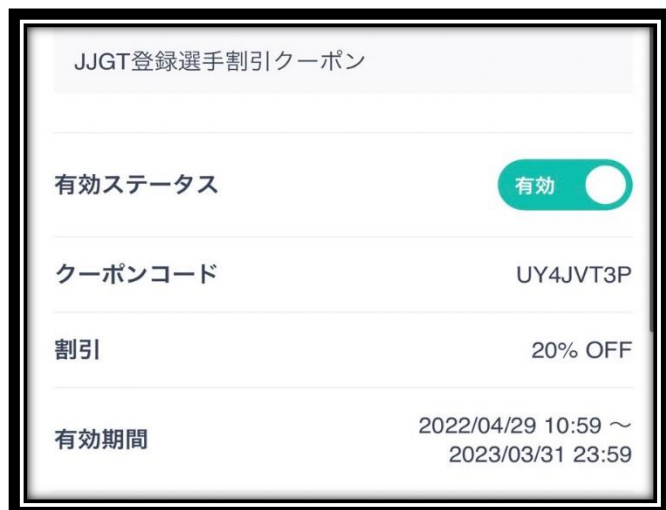 JJGT登録選手割引クーポン
有効ステータス
有効
クーポンコード
UY4JVT3P
割引
20% OFF
有効期間
2022/04/29 10:59 〜
2023/03/31 23:59